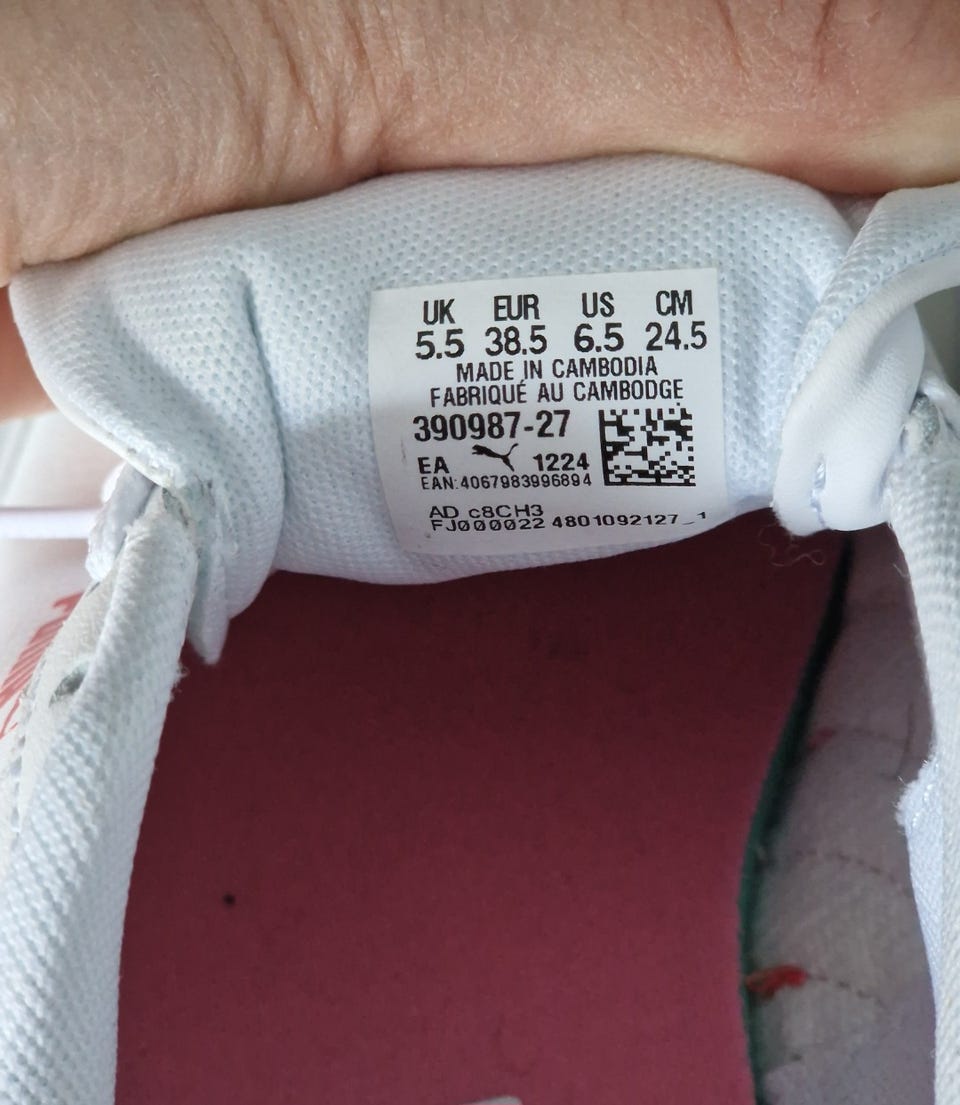 UK EUR US CM
5.5 38.5 6.5 24.5
MADE IN CAMBODIA
FABRIQUÉ AU CAMBODGE
390987-27
EA 1224
EAN:4067983996894
AD c8CH3
FJ000022 4801092127_1